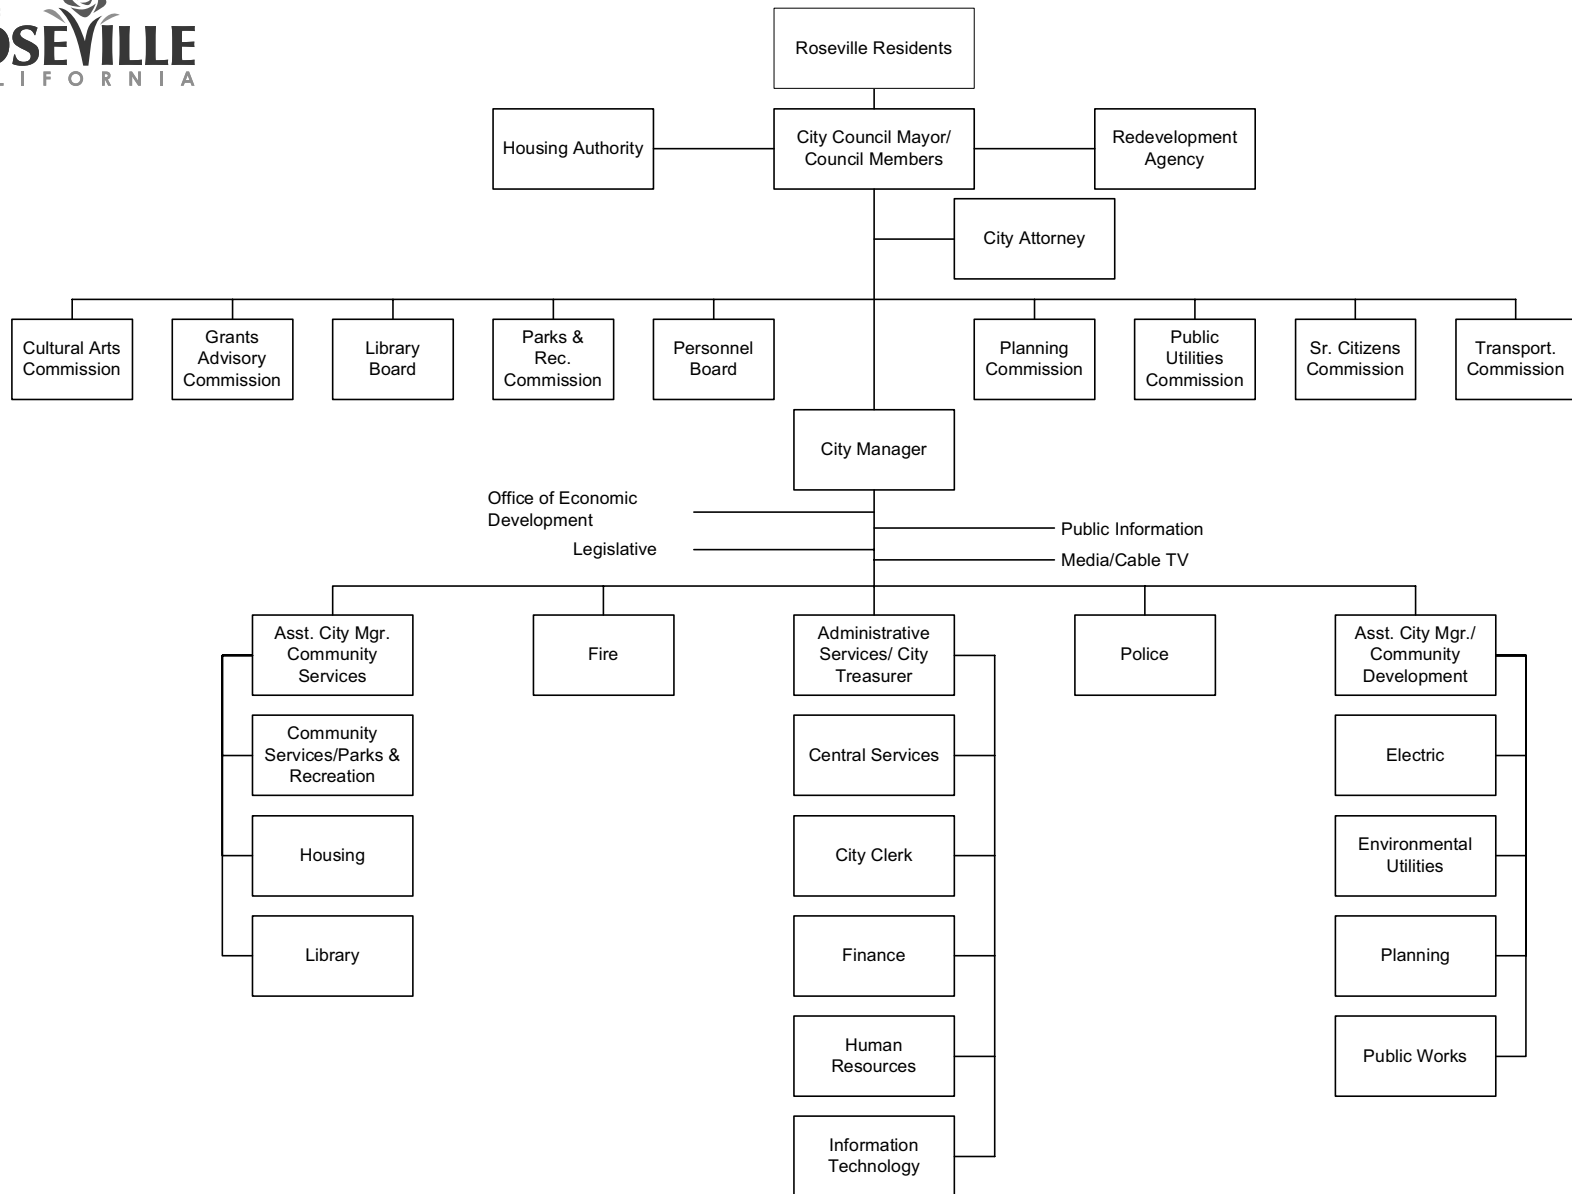 OSEVILLE
LIFORNIA
Roseville Residents
Housing Authority
City Council Mayor/
Council Members
Redevelopment
Agency
City Attorney
Cultural Arts
Commission
Grants
Advisory
Commission
Library
Board
Parks &
Rec.
Commission
Personnel
Board
Planning
Commission
Public
Utilities
Commission
Sr. Citizens
Commission
Transport.
Commission
City Manager
Office of Economic
Development
Public Information
Legislative
Media/Cable TV
Asst. City Mgr.
Community
Services
Fire
Administrative
Services/ City
Treasurer
Police
Asst. City Mgr./
Community
Development
Community
Services/Parks &
Recreation
Central Services
Electric
Housing
City Clerk
Environmental
Utilities
Library
Finance
Planning
Human
Resources
Public Works
Information
Technology